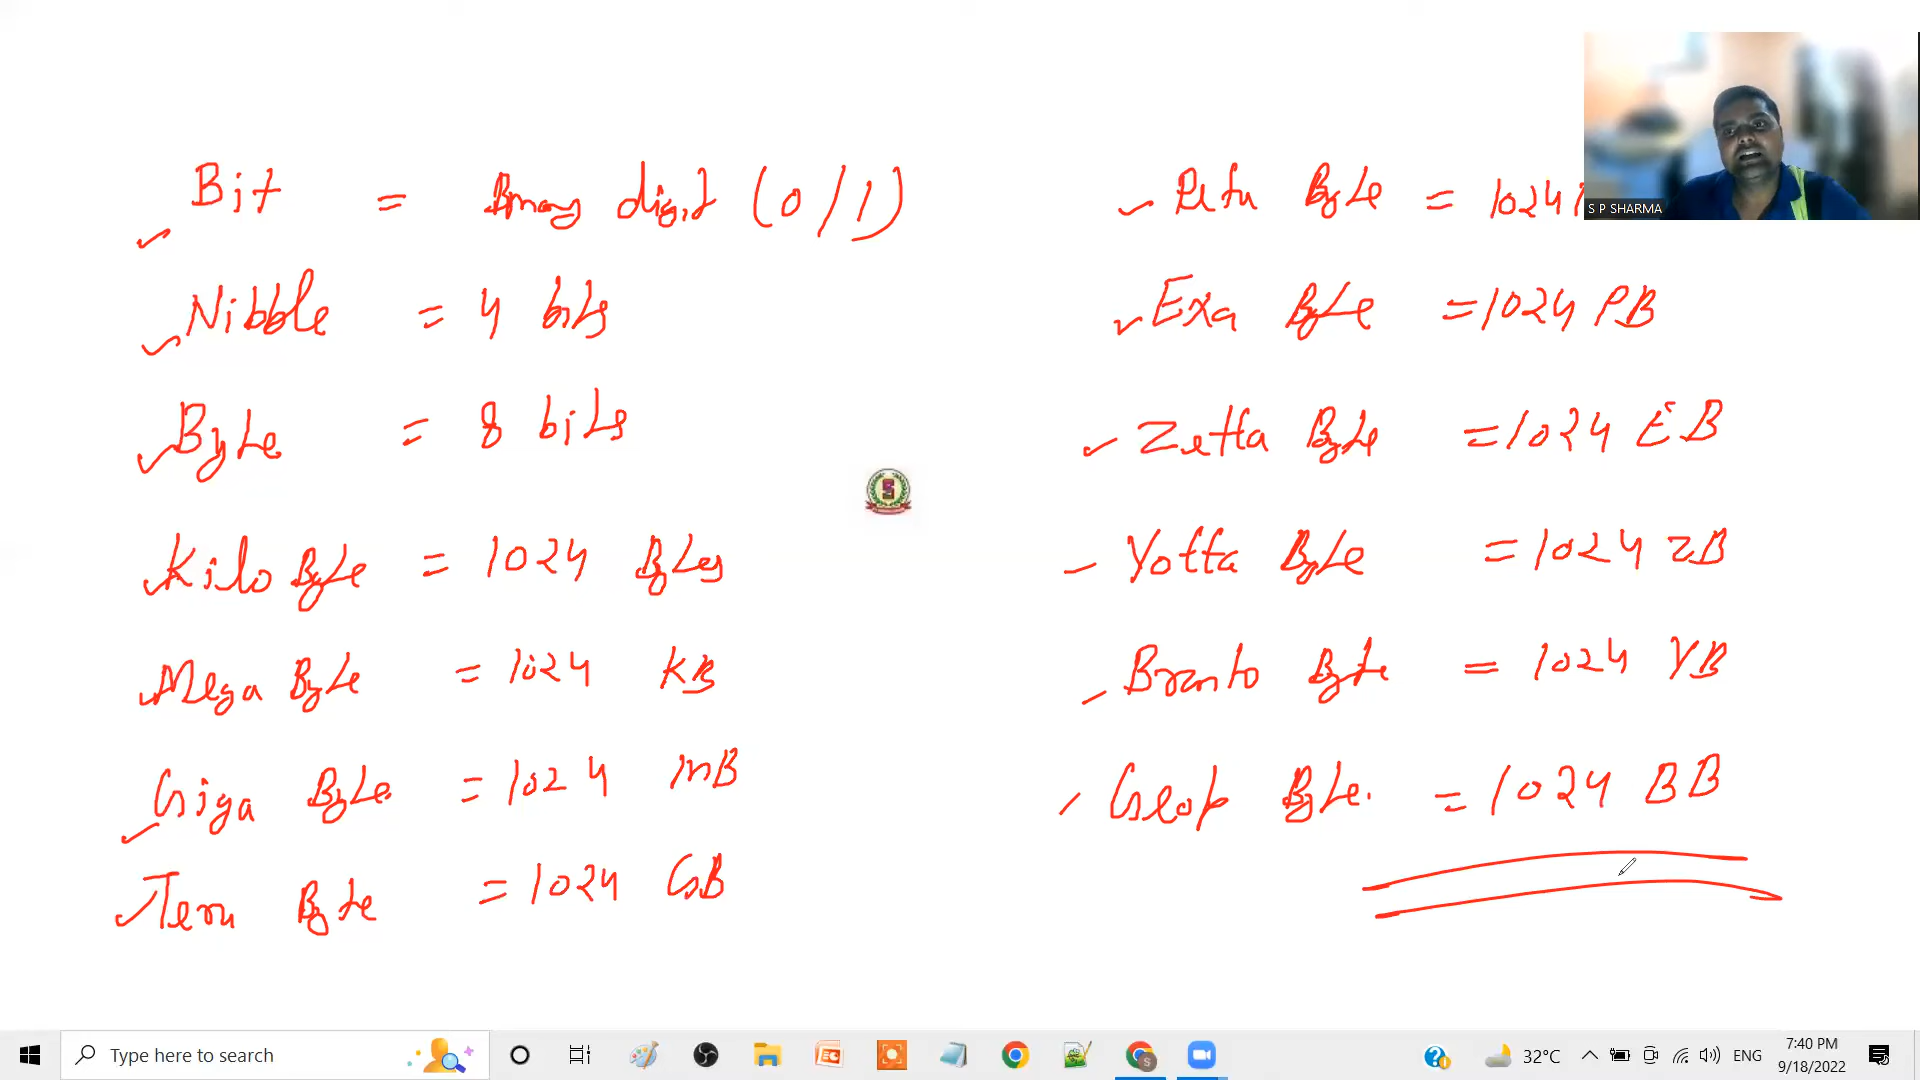 Bit = Binary digit (0/1)
Nibble = 4 bits
Byte = 8 bits
Kilo Byte = 1024 Bytes
Mega Byte = 1024 KB
Giga Byte = 1024 MB
Tera Byte = 1024 GB
Peta Byte = 1024
Exa Byte = 1024 PB
Zetta Byte = 1024 EB
Yotta Byte = 1024 ZB
Bronto Byte = 1024 YB
Geop Byte. = 1024 BB
S P SHARMA
Type here to search
32°C
ENG
7:40 PM
9/18/2022